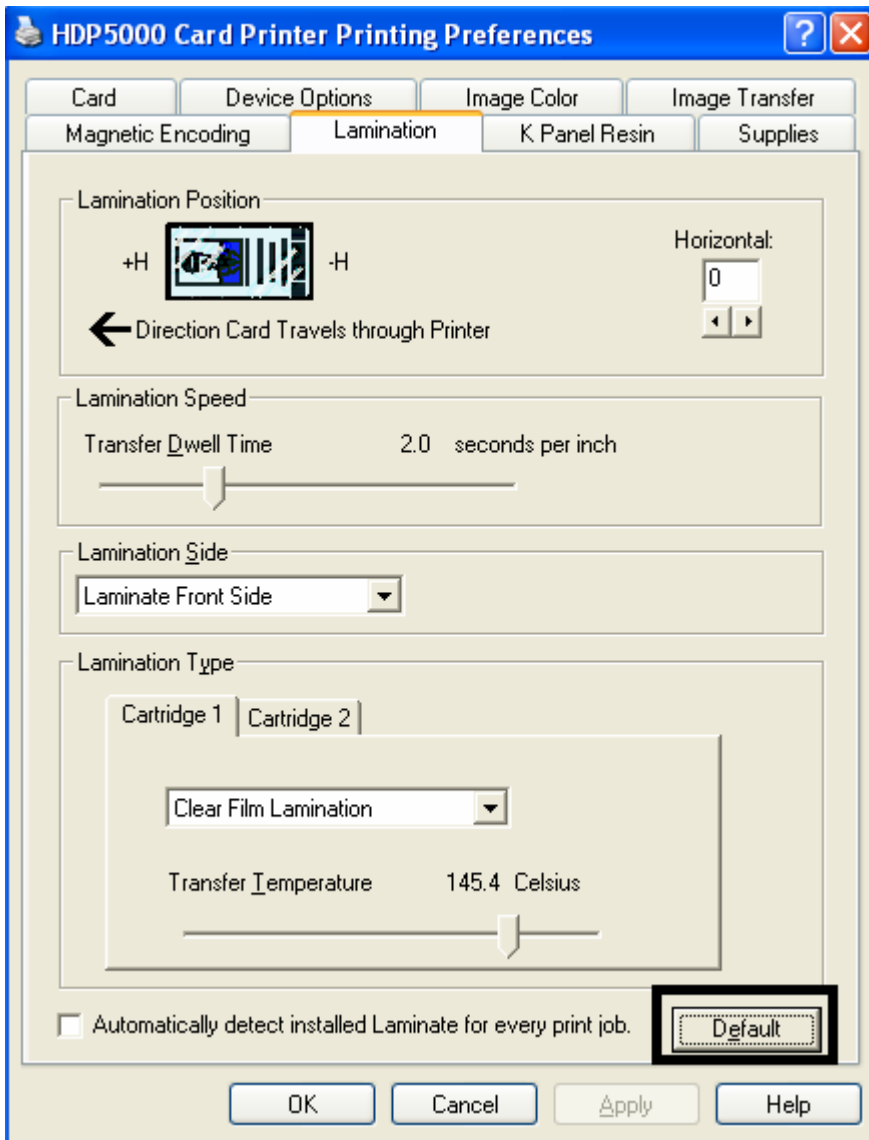 HDP5000 Card Printer Printing Preferences
?
Card
Device Options
Image Color
Image Transfer
Magnetic Encoding
Lamination
K Panel Resin
Supplies
Lamination Position
+H
-H
Horizontal:
0
Direction Card Travels through Printer
Lamination Speed
Transfer Dwell Time 2.0 seconds per inch
Lamination Side
Laminate Front Side
Lamination Type
Cartridge 1
Cartridge 2
Clear Film Lamination
Transfer Temperature 145.4 Celsius
Automatically detect installed Laminate for every print job.
Default
OK
Cancel
Apply
Help